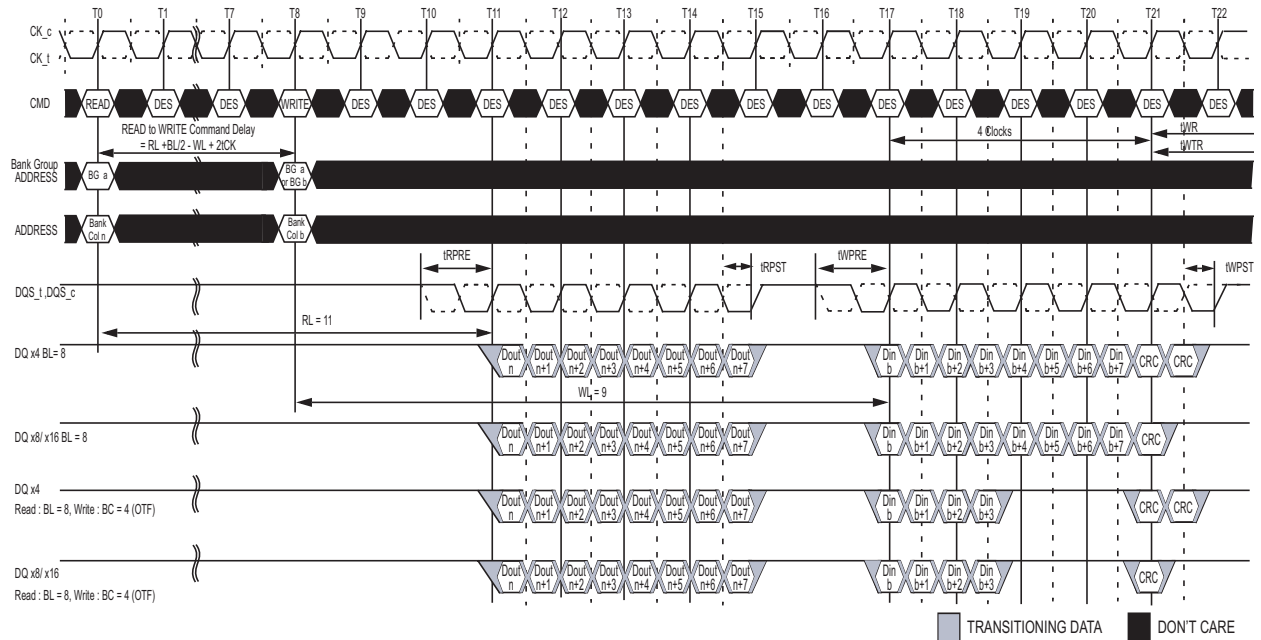 T0 T1 T7 T8 T9 T10 T11 T12 T13 T14 T15 T16 T17 T18 T19 T20 T21 T22
CK_c
CK_t
CMD READ DES DES WRITE DES DES DES DES DES DES DES DES DES DES DES DES DES DES
READ to WRITE Command Delay
= RL +BL/2 - WL + 2tCK
4 Clocks
tWR
tWTR
Bank Group
ADDRESS
BG a
BG a
or BG b
ADDRESS
Bank
Col n
Bank
Col b
tRPRE
tRPST
tWPRE
tWPST
DQS_t ,DQS_c
RL = 11
DQ x4 BL= 8
Dout n Dout n+1 Dout n+2 Dout n+3 Dout n+4 Dout n+5 Dout n+6 Dout n+7 Din b Din b+1 Din b+2 Din b+3 Din b+4 Din b+5 Din b+6 Din b+7 CRC CRC
WL = 9
DQ x8/ x16 BL = 8
Dout n Dout n+1 Dout n+2 Dout n+3 Dout n+4 Dout n+5 Dout n+6 Dout n+7 Din b Din b+1 Din b+2 Din b+3 Din b+4 Din b+5 Din b+6 Din b+7 CRC
DQ x4
Read : BL = 8, Write : BC = 4 (OTF)
Dout n Dout n+1 Dout n+2 Dout n+3 Dout n+4 Dout n+5 Dout n+6 Dout n+7 Din b Din b+1 Din b+2 Din b+3 CRC CRC
DQ x8/ x16
Read : BL = 8, Write : BC = 4 (OTF)
Dout n Dout n+1 Dout n+2 Dout n+3 Dout n+4 Dout n+5 Dout n+6 Dout n+7 Din b Din b+1 Din b+2 Din b+3 CRC
TRANSITIONING DATA
DON'T CARE